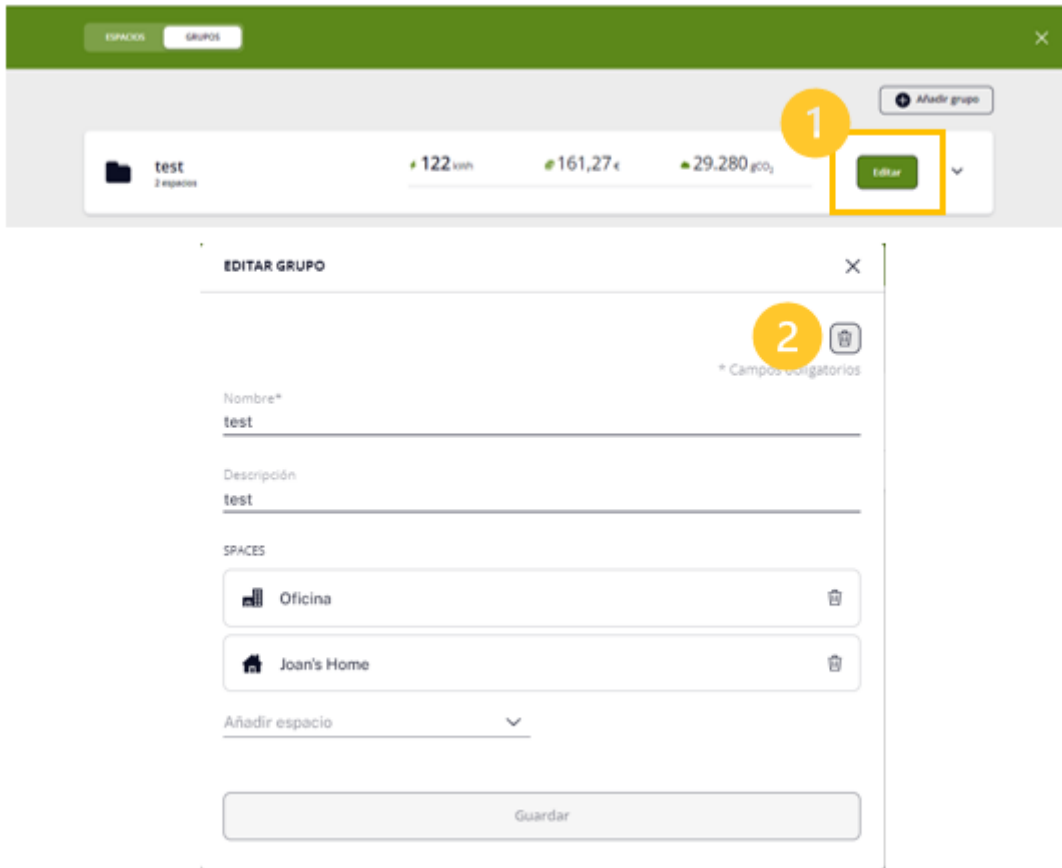 ESPACIOS GRUPOS
Añadir grupo
1
test
2 espacios
122 kWh
161,27 €
29.280 gCO₂
Editar
EDITAR GRUPO
2
* Campos obligatorios
Nombre*
test
Descripción
test
SPACES
Oficina
Joan's Home
Añadir espacio
Guardar